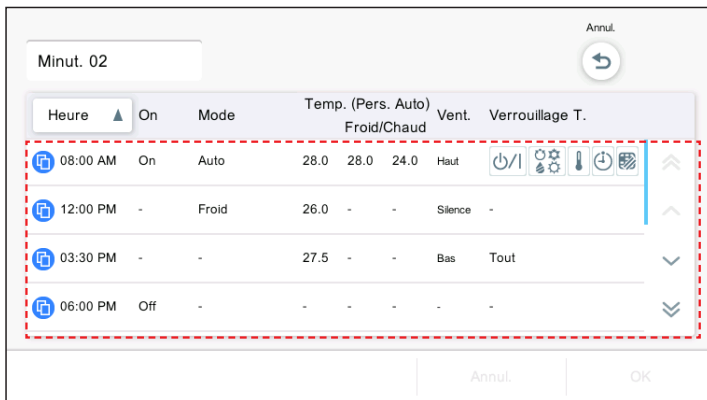 Annul.
Minut. 02
Heure ▲ On Mode Temp. (Pers. Auto) Froid/Chaud Vent. Verrouillage T.
08:00 AM On Auto 28.0 28.0 24.0 Haut
12:00 PM - Froid 26.0 - - Silence -
03:30 PM - - 27.5 - - Bas Tout
06:00 PM Off - - - - - -
Annul. OK